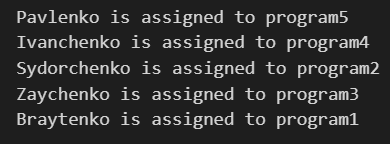 Pavlenko is assigned to program5
Ivanchenko is assigned to program4
Sydorchenko is assigned to program2
Zaychenko is assigned to program3
Braytenko is assigned to program1